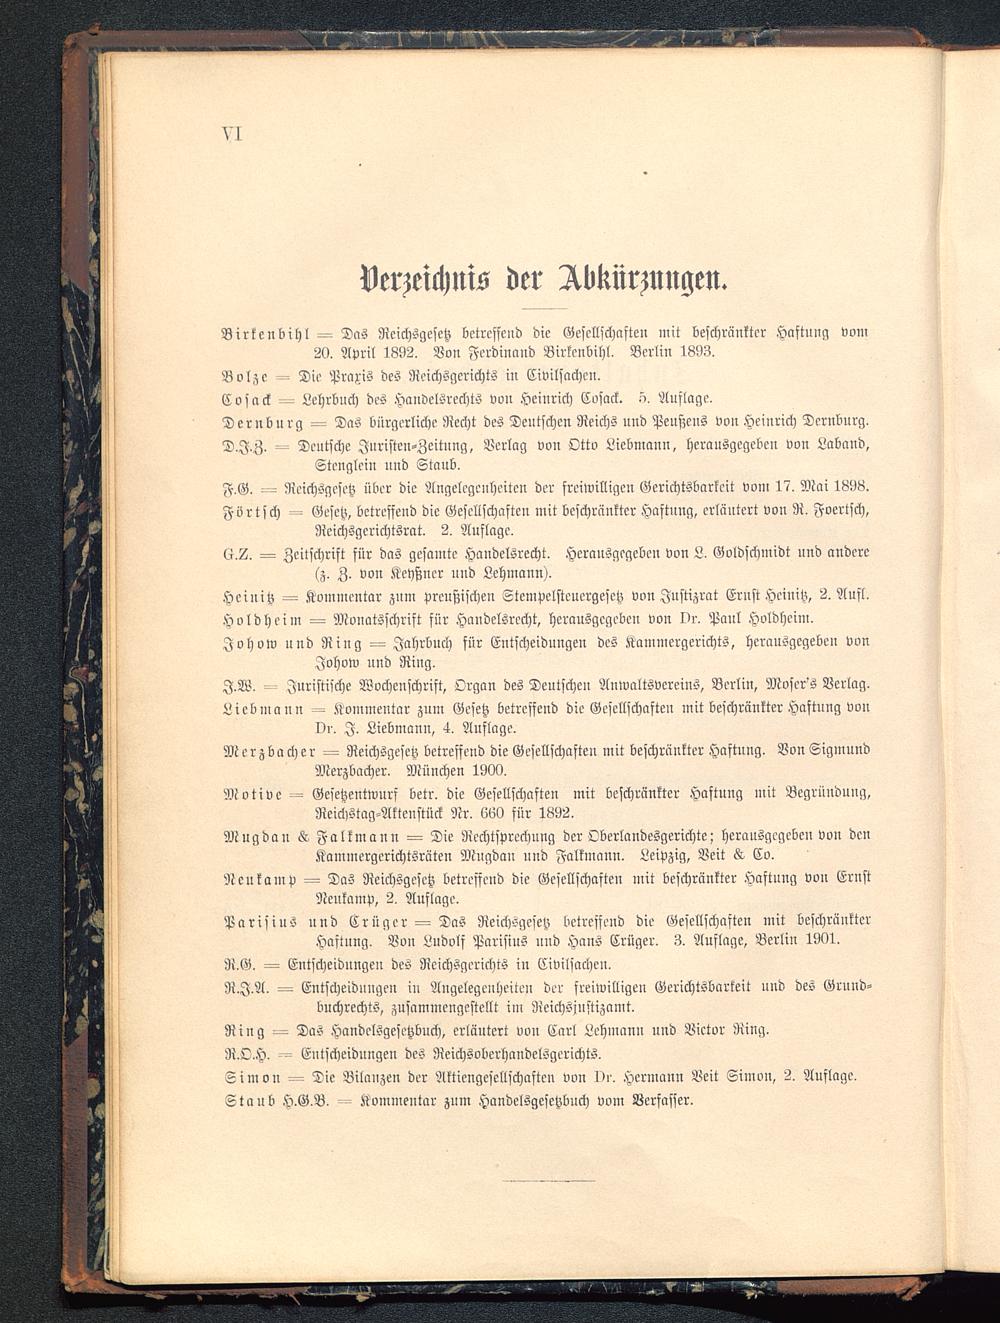 VI
Verzeichnis der Abkürzungen.
Birkenbihl = Das Reichsgesetz betreffend die Gesellschaften mit beschränkter Haftung vom
20. April 1892. Von Ferdinand Birkenbihl. Berlin 1893.
Bolze = Die Praxis des Reichsgerichts in Civilsachen.
Cosack = Lehrbuch des Handelsrechts von Heinrich Cosack. 5. Auflage.
Dernburg = Das bürgerliche Recht des Deutschen Reichs und Peußens von Heinrich Dernburg.
D.J.Z. = Deutsche Juristen-Zeitung, Verlag von Otto Liebmann, herausgegeben von Laband,
Stenglein und Staub.
F.G. = Reichsgesetz über die Angelegenheiten der freiwilligen Gerichtsbarkeit vom 17. Mai 1898.
Förtsch = Gesetz, betreffend die Gesellschaften mit beschränkter Haftung, erläutert von R. Foertsch,
Reichsgerichtsrat. 2. Auflage.
G.Z. = Zeitschrift für das gesamte Handelsrecht. Herausgegeben von L. Goldschmidt und andere
(z. Z. von Keyßner und Lehmann).
Heinitz = Kommentar zum preußischen Stempelsteuergesetz von Justizrat Ernst Heinitz, 2. Aufl.
Holdheim = Monatsschrift für Handelsrecht, herausgegeben von Dr. Paul Holdheim.
Johow und Ring = Jahrbuch für Entscheidungen des Kammergerichts, herausgegeben von
Johow und Ring.
J.W. = Juristische Wochenschrift, Organ des Deutschen Anwaltsvereins, Berlin, Moser's Verlag.
Liebmann = Kommentar zum Gesetz betreffend die Gesellschaften mit beschränkter Haftung von
Dr. J. Liebmann, 4. Auflage.
Merzbacher = Reichsgesetz betreffend die Gesellschaften mit beschränkter Haftung. Von Sigmund
Merzbacher. München 1900.
Motive = Gesetzentwurf betr. die Gesellschaften mit beschränkter Haftung mit Begründung,
Reichstag-Aktenstück Nr. 660 für 1892.
Mugdan & Falkmann = Die Rechtsprechung der Oberlandesgerichte; herausgegeben von den
Kammergerichtsräten Mugdan und Falkmann. Leipzig, Veit & Co.
Neukamp = Das Reichsgesetz betreffend die Gesellschaften mit beschränkter Haftung von Ernst
Neukamp, 2. Auflage.
Parisius und Crüger = Das Reichsgesetz betreffend die Gesellschaften mit beschränkter
Haftung. Von Ludolf Parisius und Hans Crüger. 3. Auflage, Berlin 1901.
R.G. = Entscheidungen des Reichsgerichts in Civilsachen.
R.J.A. = Entscheidungen in Angelegenheiten der freiwilligen Gerichtsbarkeit und des Grund-
buchrechts, zusammengestellt im Reichsjustizamt.
Ring = Das Handelsgesetzbuch, erläutert von Carl Lehmann und Victor Ring.
R.O.H. = Entscheidungen des Reichsoberhandelsgerichts.
Simon = Die Bilanzen der Aktiengesellschaften von Dr. Hermann Veit Simon, 2. Auflage.
Staub H.G.B. = Kommentar zum Handelsgesetzbuch vom Verfasser.